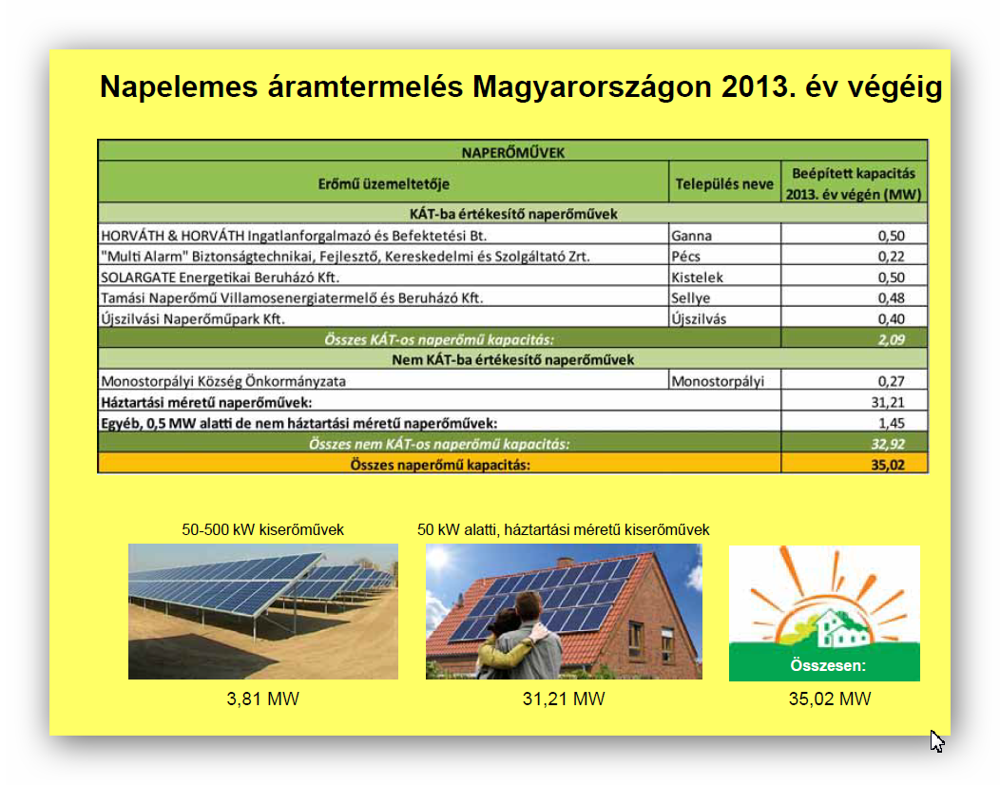 Napelemes áramtermelés Magyarországon 2013. év végéig
NAPERŐMŰVEK
Erőmű üzemeltetője Település neve Beépített kapacitás
2013. év végén (MW)
KÁT-ba értékesítő naperőművek
HORVÁTH & HORVÁTH Ingatlanforgalmazó és Befektetési Bt. Ganna 0,50
"Multi Alarm" Biztonságtechnikai, Fejlesztő, Kereskedelmi és Szolgáltató Zrt. Pécs 0,22
SOLARGATE Energetikai Beruházó Kft. Kistelek 0,50
Tamási Naperőmű Villamosenergiatermelő és Beruházó Kft. Sellye 0,48
Újszilvási Naperőműpark Kft. Újszilvás 0,40
Összes KÁT-os naperőmű kapacitás: 2,09
Nem KÁT-ba értékesítő naperőművek
Monostorpályi Község Önkormányzata Monostorpályi 0,27
Háztartási méretű naperőművek: 31,21
Egyéb, 0,5 MW alatti de nem háztartási méretű naperőművek: 1,45
Összes nem KÁT-os naperőmű kapacitás: 32,92
Összes naperőmű kapacitás: 35,02
50-500 kW kiserőművek 50 kW alatti, háztartási méretű kiserőművek
Összesen:
3,81 MW 31,21 MW 35,02 MW